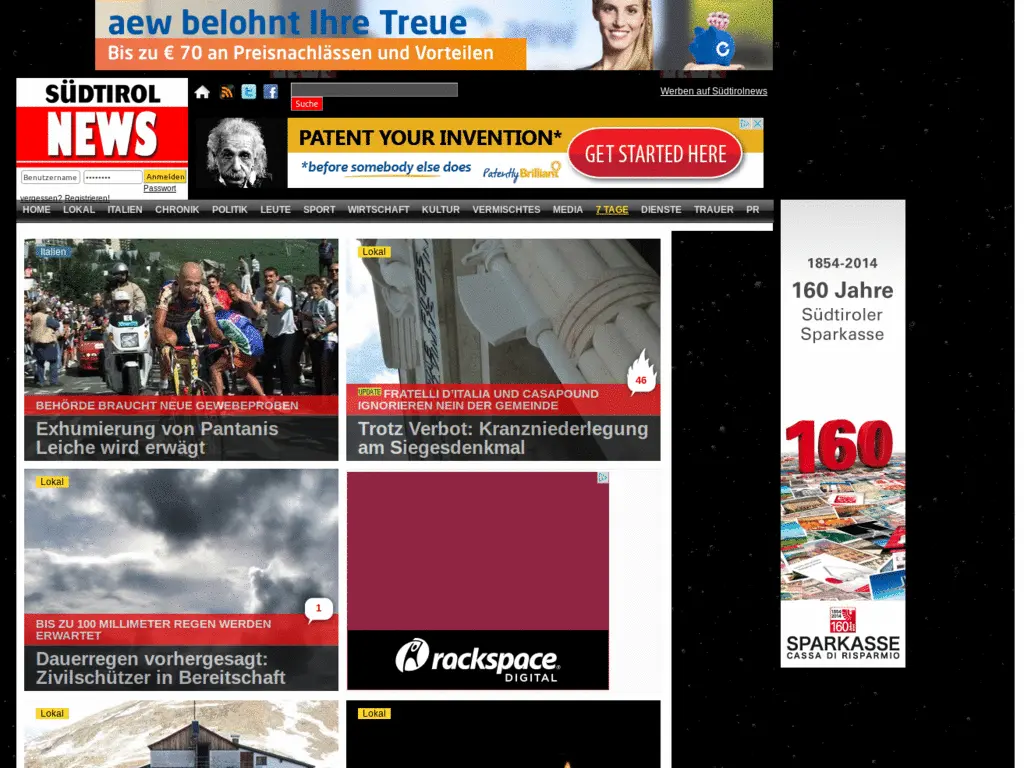 aew belohnt Ihre Treue
Bis zu € 70 an Preisnachlässen und Vorteilen
SÜDTIROL
NEWS
Suche
Werben auf Südtirolnews
PATENT YOUR INVENTION*
*before somebody else does
Patently Brilliant
GET STARTED HERE
Benutzername
••••••••
Anmelden
Passwort
vergessen? Registrieren!
HOME LOKAL ITALIEN CHRONIK POLITIK LEUTE SPORT WIRTSCHAFT KULTUR VERMISCHTES MEDIA 7 TAGE DIENSTE TRAUER PR
Italien
BEHÖRDE BRAUCHT NEUE GEWEBEPROBEN
Exhumierung von Pantanis
Leiche wird erwägt
Lokal
46
UPDATE FRATELLI D'ITALIA UND CASAPOUND
IGNORIEREN NEIN DER GEMEINDE
Trotz Verbot: Kranzniederlegung
am Siegesdenkmal
Lokal
1
BIS ZU 100 MILLIMETER REGEN WERDEN
ERWARTET
Dauerregen vorhergesagt:
Zivilschützer in Bereitschaft
rackspace
DIGITAL
1854-2014
160 Jahre
Südtiroler
Sparkasse
160
SPARKASSE
CASSA DI RISPARMIO
Lokal
Lokal